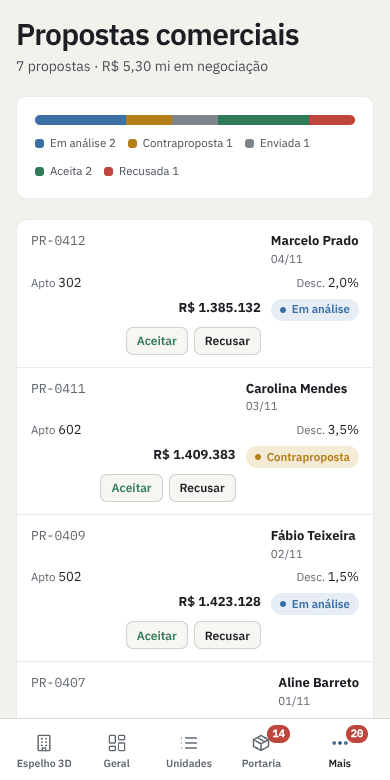 Propostas comerciais
7 propostas · R$ 5,30 mi em negociação
Em análise 2 Contraproposta 1 Enviada 1
Aceita 2 Recusada 1
PR-0412 Marcelo Prado
04/11
Apto 302 Desc. 2,0%
R$ 1.385.132 Em análise
Aceitar Recusar
PR-0411 Carolina Mendes
03/11
Apto 602 Desc. 3,5%
R$ 1.409.383 Contraproposta
Aceitar Recusar
PR-0409 Fábio Teixeira
02/11
Apto 502 Desc. 1,5%
R$ 1.423.128 Em análise
Aceitar Recusar
PR-0407 Aline Barreto
01/11
14 20
Espelho 3D Geral Unidades Portaria Mais